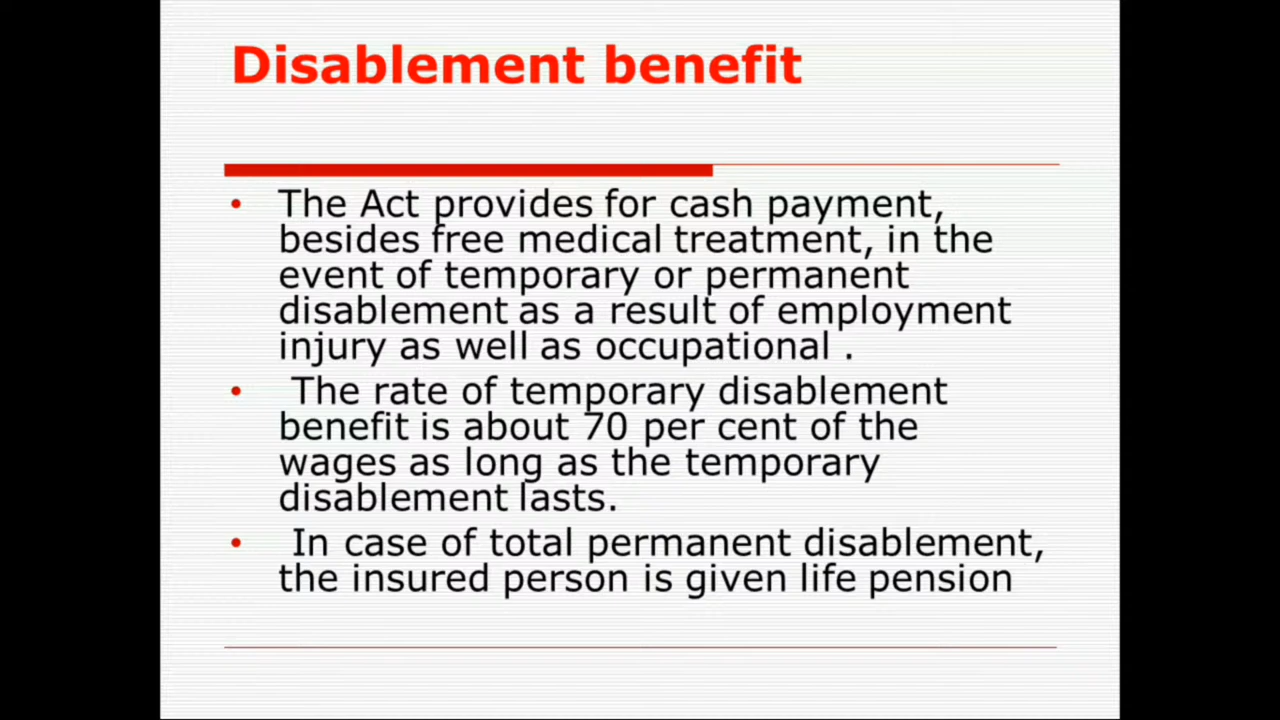 Disablement benefit
• The Act provides for cash payment,
besides free medical treatment, in the
event of temporary or permanent
disablement as a result of employment
injury as well as occupational .
• The rate of temporary disablement
benefit is about 70 per cent of the
wages as long as the temporary
disablement lasts.
• In case of total permanent disablement,
the insured person is given life pension